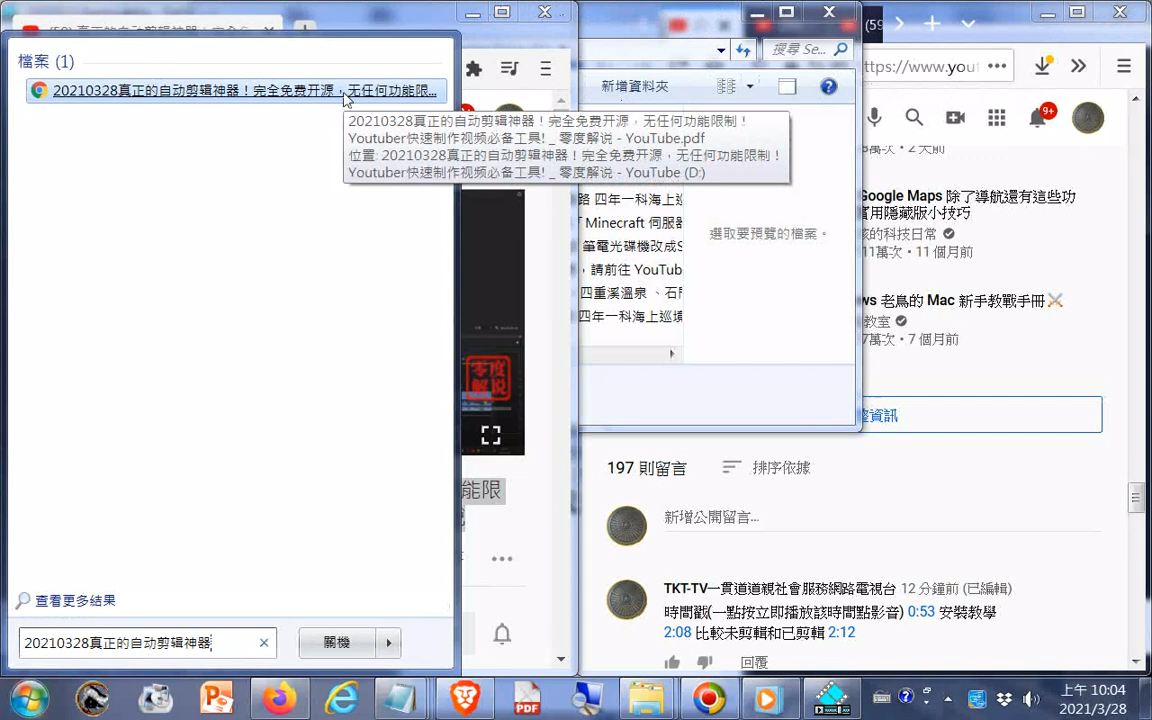 檔案 (1)
20210328真正的自动剪辑神器！完全免费开源，无任何功能限...
20210328真正的自动剪辑神器！完全免费开源，无任何功能限制！
Youtuber快速制作视频必备工具! _ 零度解说 - YouTube.pdf
位置: 20210328真正的自动剪辑神器！完全免费开源，无任何功能限制！
Youtuber快速制作视频必备工具! _ 零度解说 - YouTube (D:)
查看更多結果
20210328真正的自动剪辑神器
關機
零度
解说
能限
搜尋 Se...
新增資料夾
路 四年一科海上巡
Minecraft 伺服器
筆電光碟機改成S
，請前往 YouTub
四重溪溫泉 、石門
四年一科海上巡境
選取要預覽的檔案。
(59
ttps://www.you
9+
8萬次・2天前
Google Maps 除了導航還有這些功
實用隱藏版小技巧
孩的科技日常
11萬次・11 個月前
ws 老鳥的 Mac 新手教戰手冊⚔️
教室
7萬次・7 個月前
整資訊
197 則留言
排序依據
新增公開留言...
TKT-TV一貫道道親社會服務網路電視台 12 分鐘前 (已編輯)
時間戳(一點按立即播放該時間點影音) 0:53 安裝教學
2:08 比較未剪輯和已剪輯 2:12
回覆
PDF
上午 10:04
2021/3/28